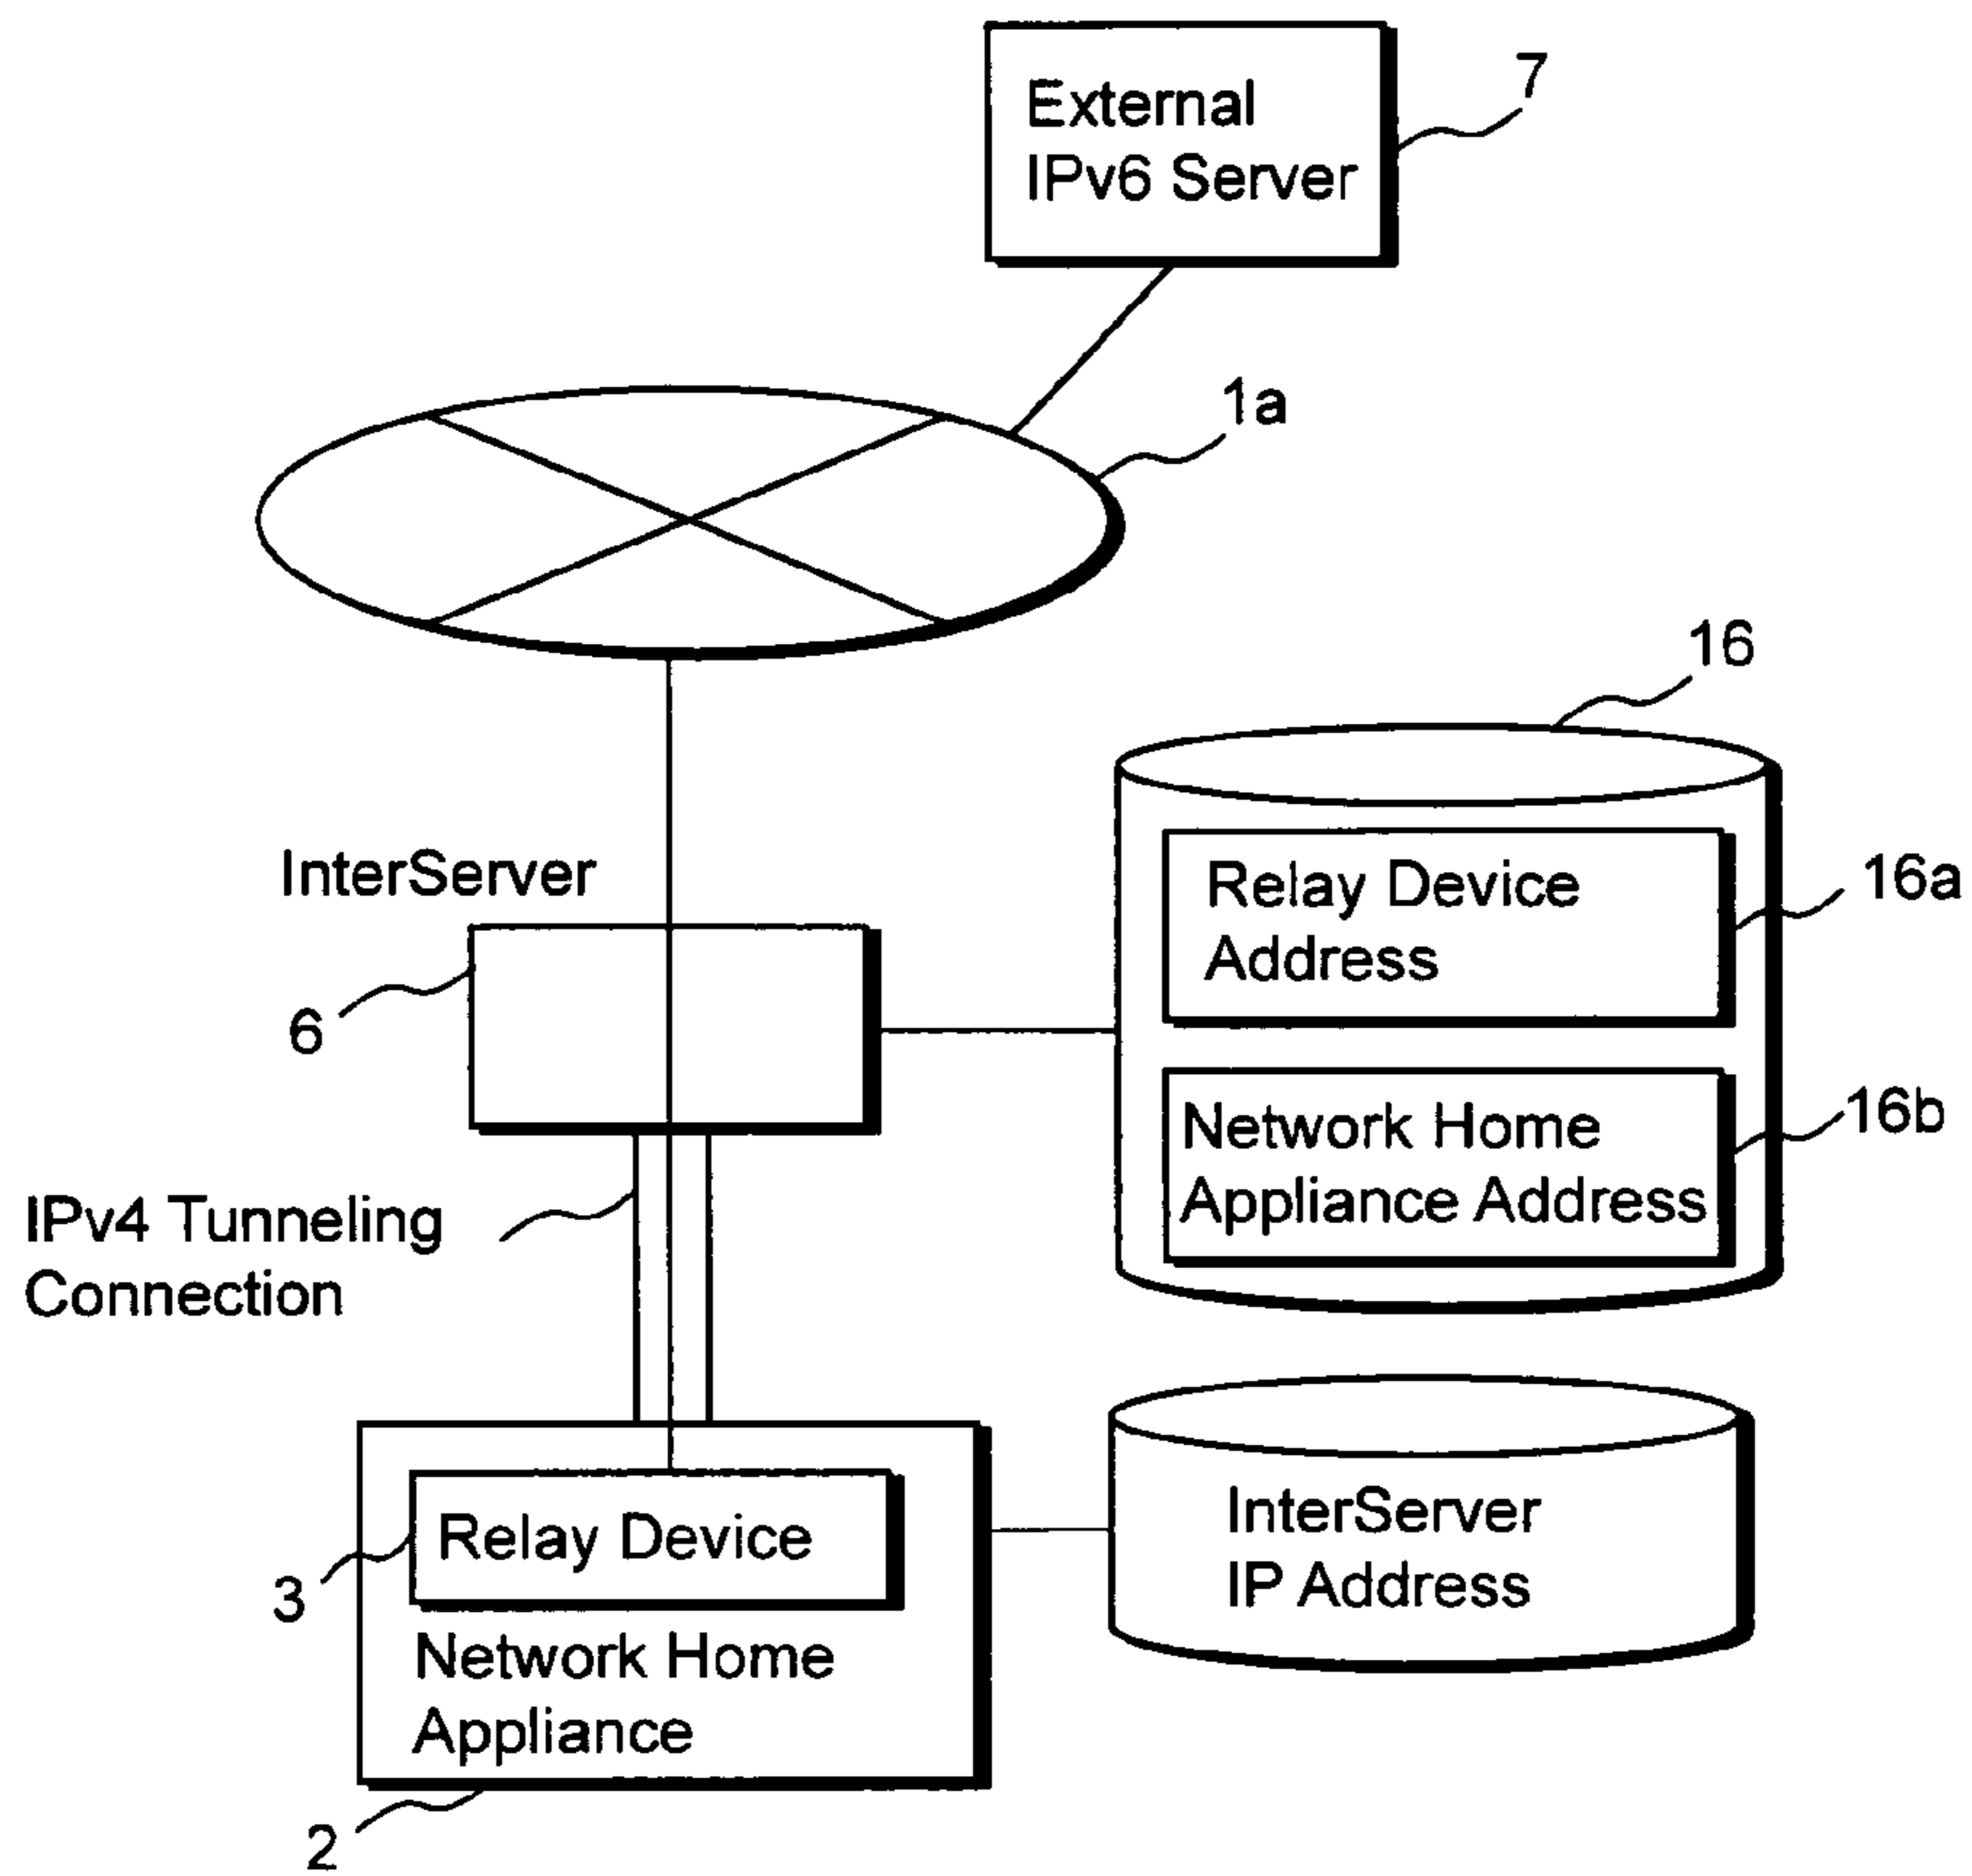 External
IPv6 Server
7
1a
16
InterServer
6
Relay Device
Address
16a
Network Home
Appliance Address
16b
IPv4 Tunneling
Connection
Relay Device
3
Network Home
Appliance
2
InterServer
IP Address